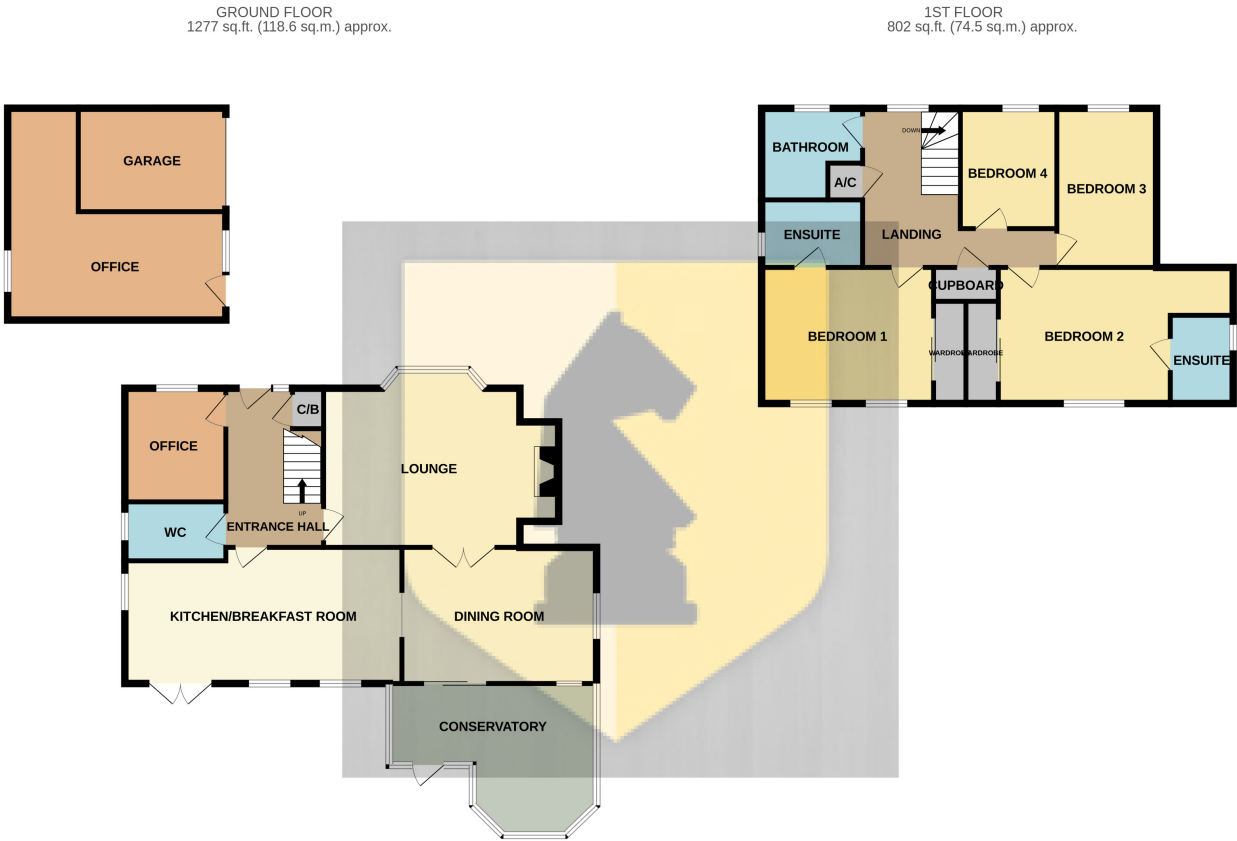 GROUND FLOOR
1277 sq.ft. (118.6 sq.m.) approx.
1ST FLOOR
802 sq.ft. (74.5 sq.m.) approx.
GARAGE
OFFICE
OFFICE
C/B
LOUNGE
WC
UP
ENTRANCE HALL
KITCHEN/BREAKFAST ROOM
DINING ROOM
CONSERVATORY
DOWN
BATHROOM
A/C
BEDROOM 4
BEDROOM 3
ENSUITE
LANDING
CUPBOARD
BEDROOM 1
BEDROOM 2
WARDROBE
WARDROBE
ENSUITE